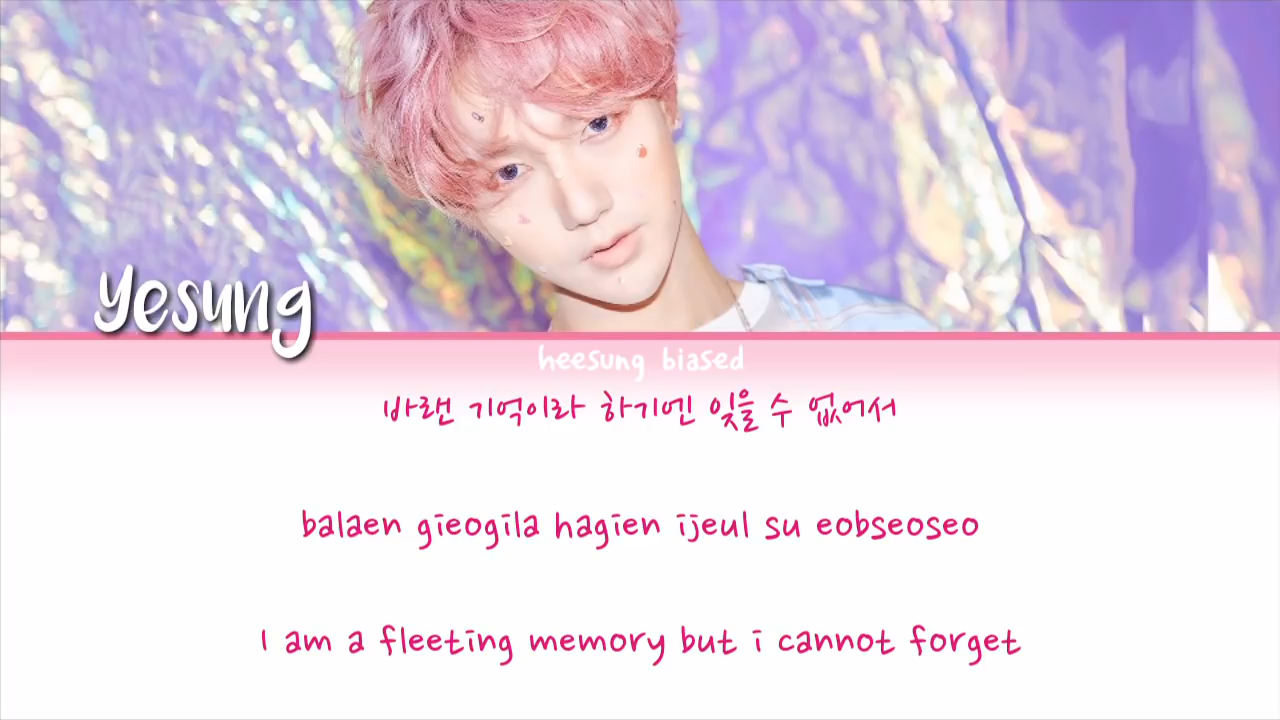 Yesung
heesung biased
바랜 기억이라 하기엔 잊을 수 없어서
balaen gieogila hagien ijeul su eobseoseo
I am a fleeting memory but i cannot forget